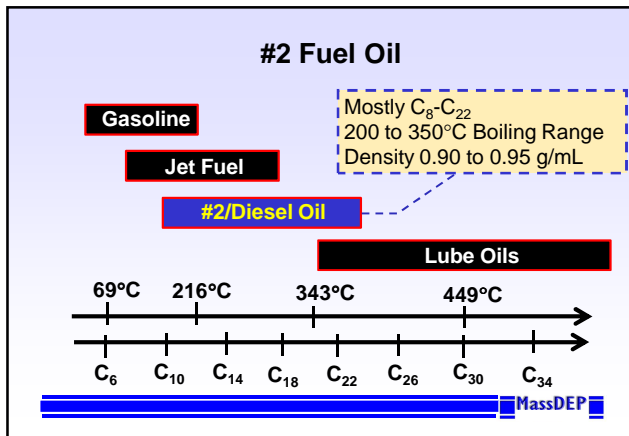 #2 Fuel Oil
Mostly C₈-C₂₂
200 to 350°C Boiling Range
Density 0.90 to 0.95 g/mL
Gasoline
Jet Fuel
#2/Diesel Oil
Lube Oils
69°C 216°C 343°C 449°C
C₆ C₁₀ C₁₄ C₁₈ C₂₂ C₂₆ C₃₀ C₃₄
MassDEP